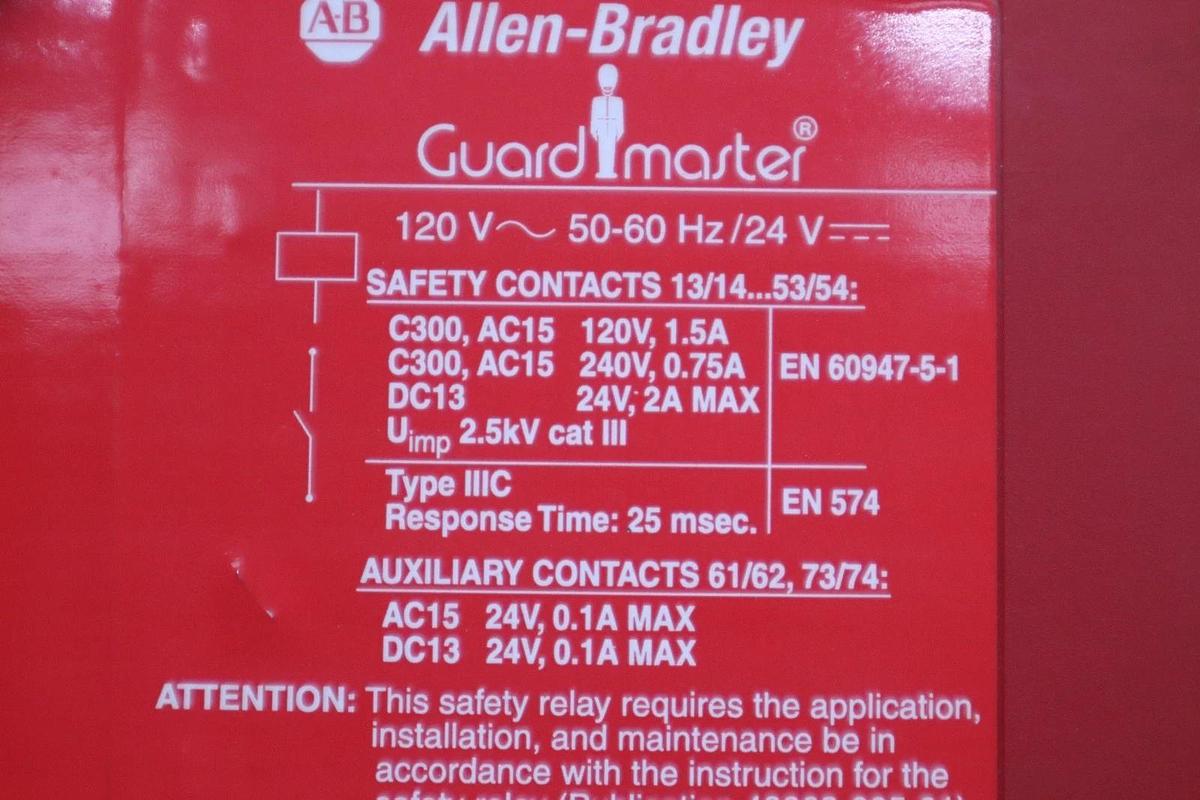 A-B Allen-Bradley
Guardmaster®
120 V~ 50-60 Hz/24 V⎓
SAFETY CONTACTS 13/14...53/54:
C300, AC15 120V, 1.5A
C300, AC15 240V, 0.75A
EN 60947-5-1
DC13 24V, 2A MAX
Uimp 2.5kV cat III
Type IIIC
EN 574
Response Time: 25 msec.
AUXILIARY CONTACTS 61/62, 73/74:
AC15 24V, 0.1A MAX
DC13 24V, 0.1A MAX
ATTENTION: This safety relay requires the application,
installation, and maintenance be in
accordance with the instruction for the
safety relay (Publication